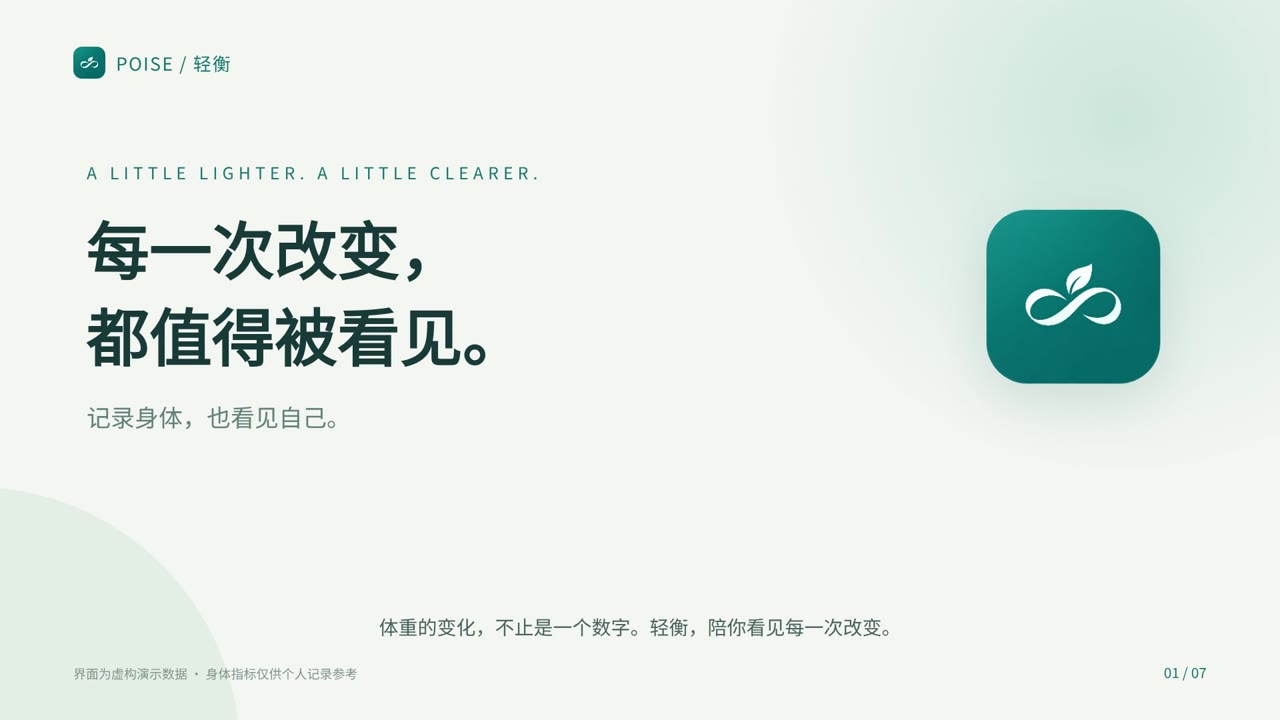 POISE / 轻衡
A LITTLE LIGHTER. A LITTLE CLEARER.
每一次改变，
都值得被看见。
记录身体，也看见自己。
体重的变化，不止是一个数字。轻衡，陪你看见每一次改变。
界面为虚构演示数据 · 身体指标仅供个人记录参考
01 / 07